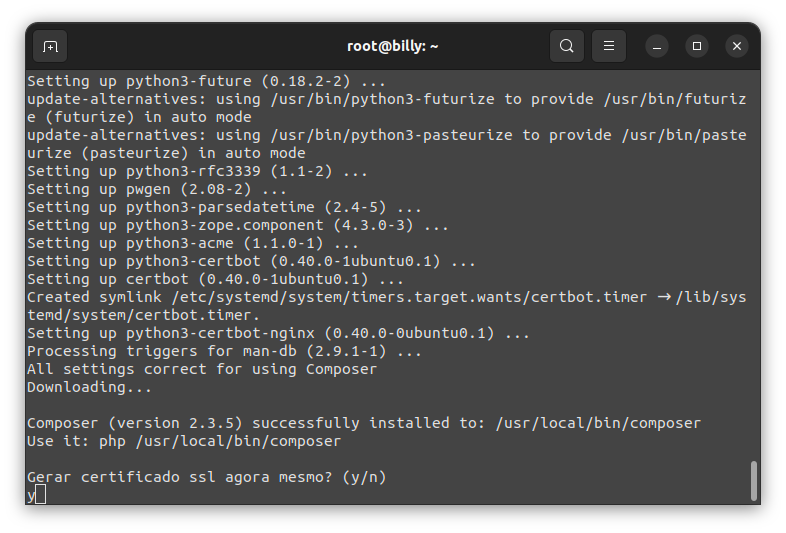 root@billy: ~
Setting up python3-future (0.18.2-2) ...
update-alternatives: using /usr/bin/python3-futurize to provide /usr/bin/futuriz
e (futurize) in auto mode
update-alternatives: using /usr/bin/python3-pasteurize to provide /usr/bin/paste
urize (pasteurize) in auto mode
Setting up python3-rfc3339 (1.1-2) ...
Setting up pwgen (2.08-2) ...
Setting up python3-parsedatetime (2.4-5) ...
Setting up python3-zope.component (4.3.0-3) ...
Setting up python3-acme (1.1.0-1) ...
Setting up python3-certbot (0.40.0-1ubuntu0.1) ...
Setting up certbot (0.40.0-1ubuntu0.1) ...
Created symlink /etc/systemd/system/timers.target.wants/certbot.timer → /lib/sys
temd/system/certbot.timer.
Setting up python3-certbot-nginx (0.40.0-0ubuntu0.1) ...
Processing triggers for man-db (2.9.1-1) ...
All settings correct for using Composer
Downloading...

Composer (version 2.3.5) successfully installed to: /usr/local/bin/composer
Use it: php /usr/local/bin/composer

Gerar certificado ssl agora mesmo? (y/n)
y